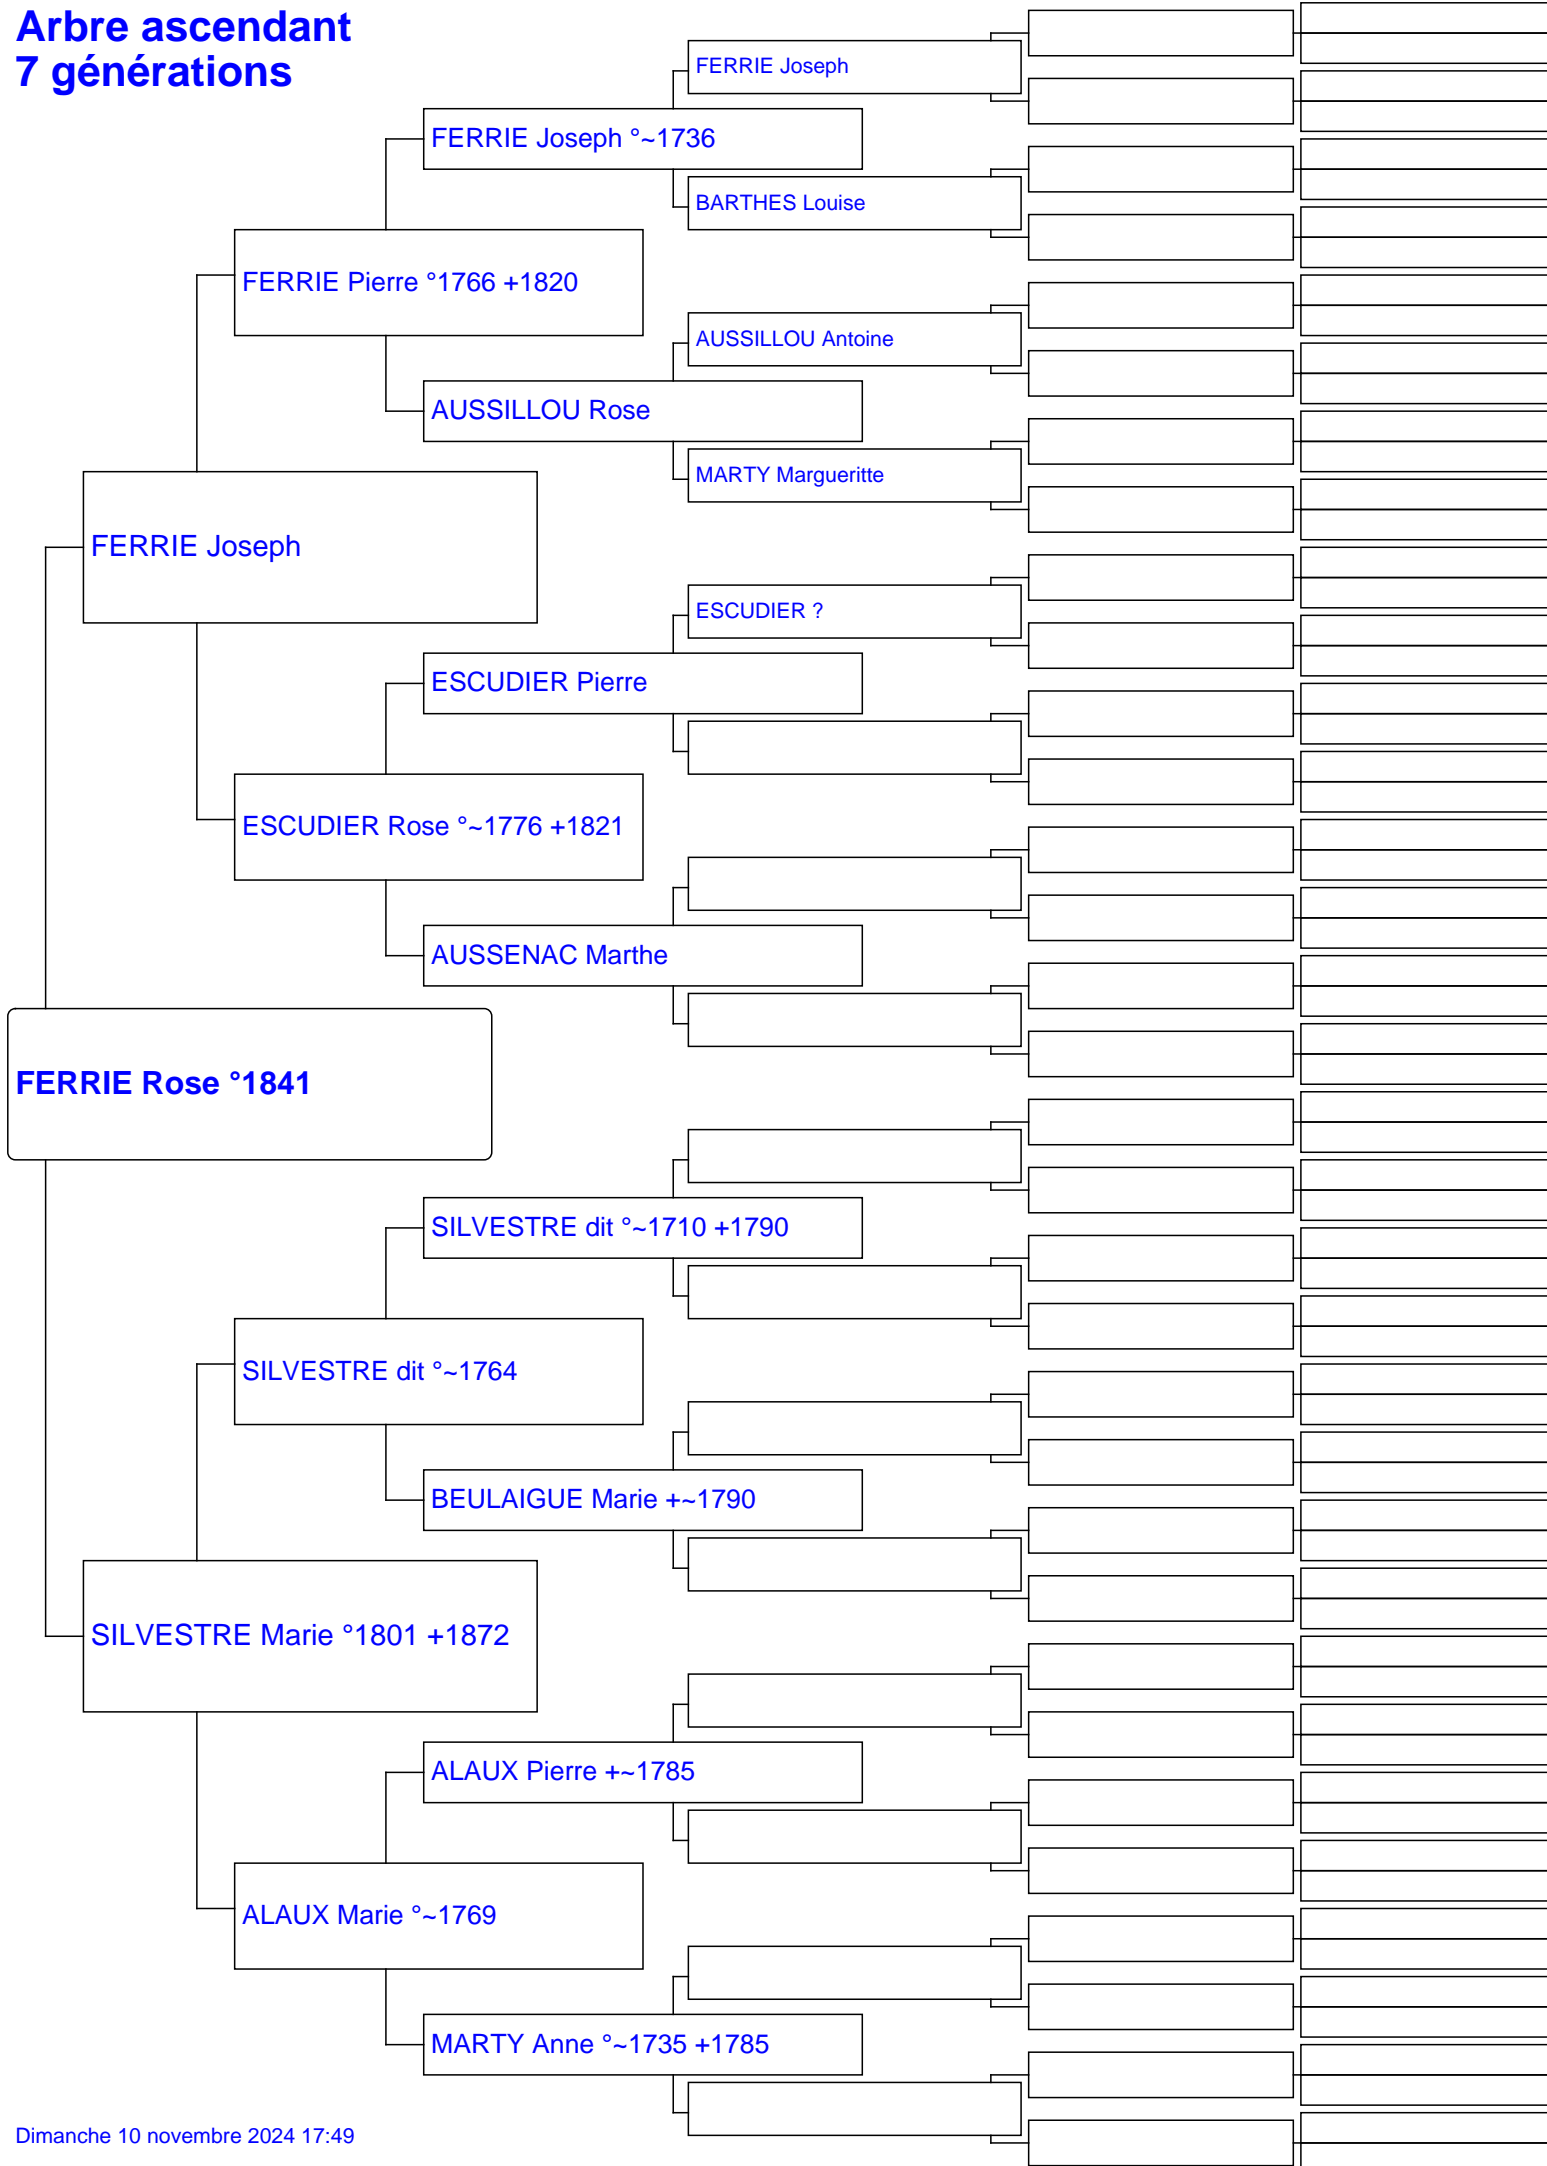 Arbre ascendant
7 générations
FERRIE Joseph
FERRIE Joseph °~1736
BARTHES Louise
FERRIE Pierre °1766 +1820
AUSSILLOU Antoine
AUSSILLOU Rose
MARTY Margueritte
FERRIE Joseph
ESCUDIER ?
ESCUDIER Pierre
ESCUDIER Rose °~1776 +1821
AUSSENAC Marthe
FERRIE Rose °1841
SILVESTRE dit °~1710 +1790
SILVESTRE dit °~1764
BEULAIGUE Marie +~1790
SILVESTRE Marie °1801 +1872
ALAUX Pierre +~1785
ALAUX Marie °~1769
MARTY Anne °~1735 +1785
Dimanche 10 novembre 2024 17:49